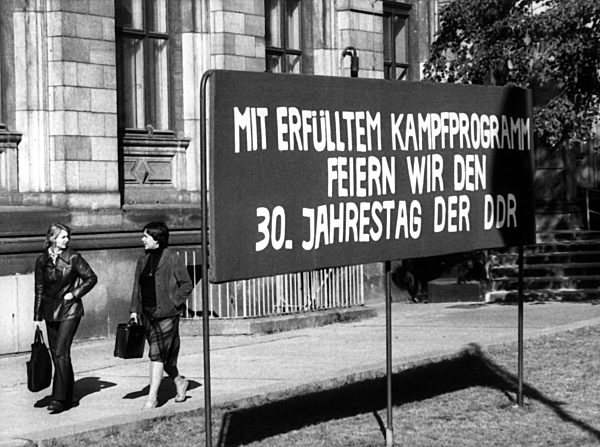 MIT ERFÜLLTEM KAMPFPROGRAMM
FEIERN WIR DEN
30. JAHRESTAG DER DDR